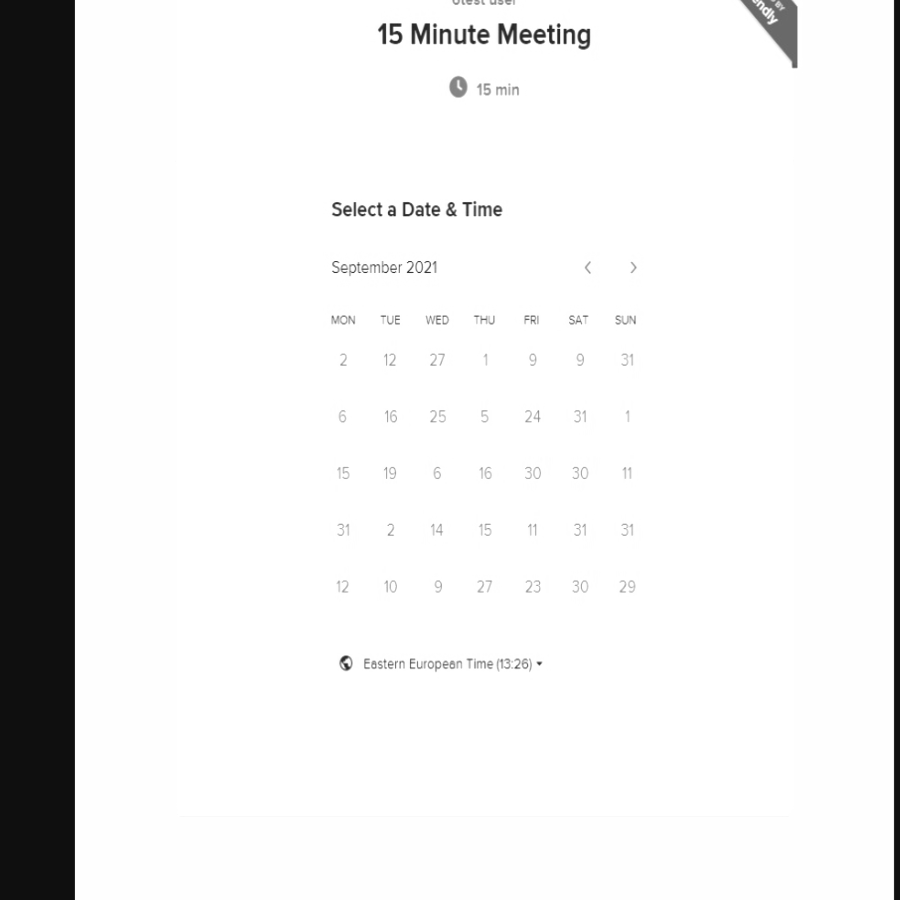 15 Minute Meeting
15 min
Select a Date & Time
September 2021
MON TUE WED THU FRI SAT SUN
2 12 27 1 9 9 31
6 16 25 5 24 31 1
15 19 6 16 30 30 11
31 2 14 15 11 31 31
12 10 9 27 23 30 29
Eastern European Time (13:26)